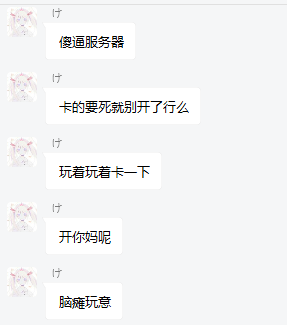 け
傻逼服务器
け
卡的要死就别开了行么
け
玩着玩着卡一下
け
开你妈呢
け
脑瘫玩意